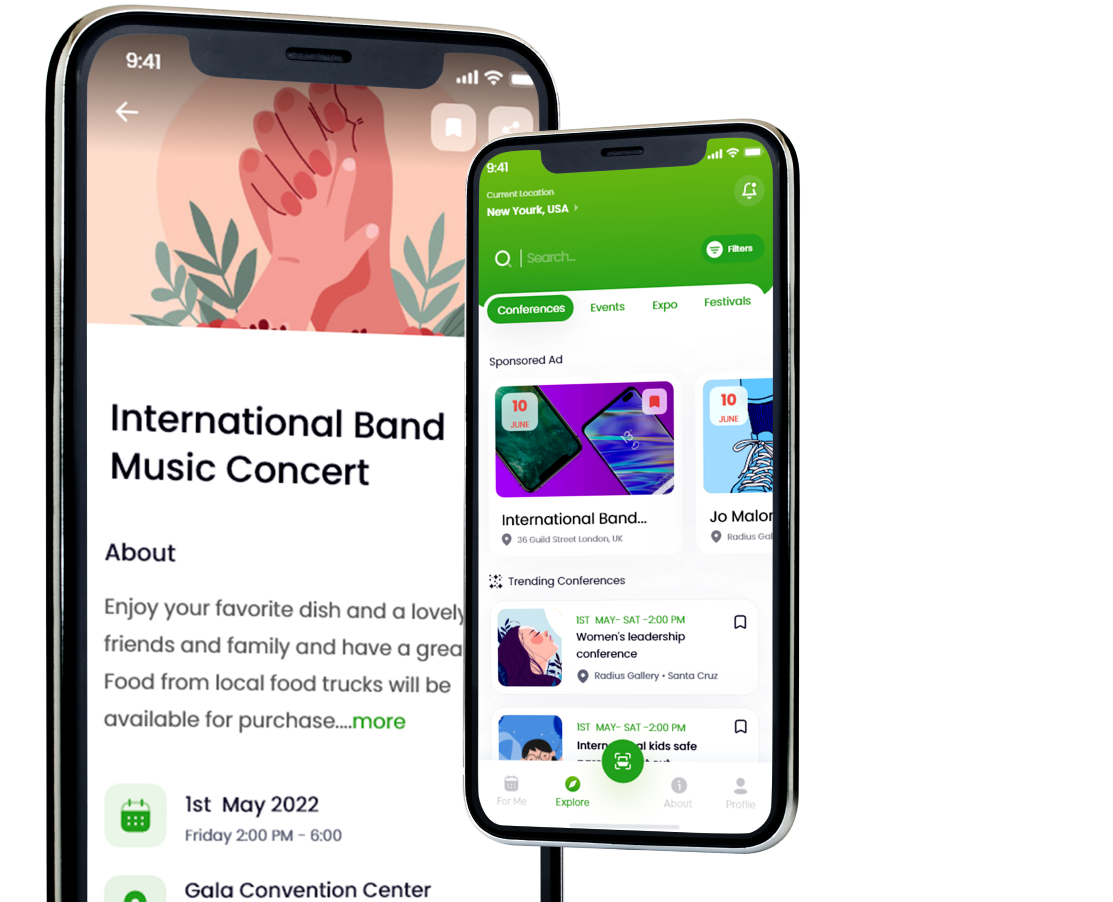 9:41
International Band
Music Concert
About
Enjoy your favorite dish and a lovely
friends and family and have a
Food from local food trucks will be
available for purchase....more
1st May 2022
Friday 2:00 PM - 6:00
Gala Convention Center
9:41
Current Location
New Yourk, USA
Search...
Filters
Conferences
Events
Expo
Festivals
Sponsored Ad
10
JUNE
International Band...
36 Guild Street London, UK
10
JUNE
Jo
Radius
Trending Conferences
1ST MAY- SAT -2:00 PM
Women's leadership
conference
Radius Gallery • Santa Cruz
1ST MAY- SAT -2:00 PM
kids safe
For Me
Explore
About
Profile